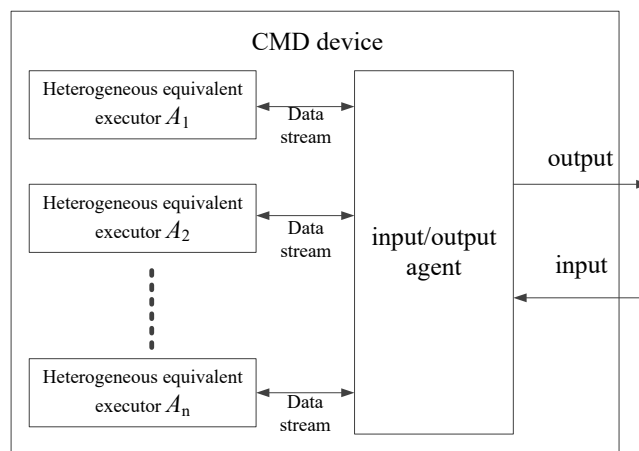 CMD device
Heterogeneous equivalent
executor A1
Data
stream
Heterogeneous equivalent
executor A2
Data
stream
Heterogeneous equivalent
executor An
Data
stream
input/output
agent
output
input